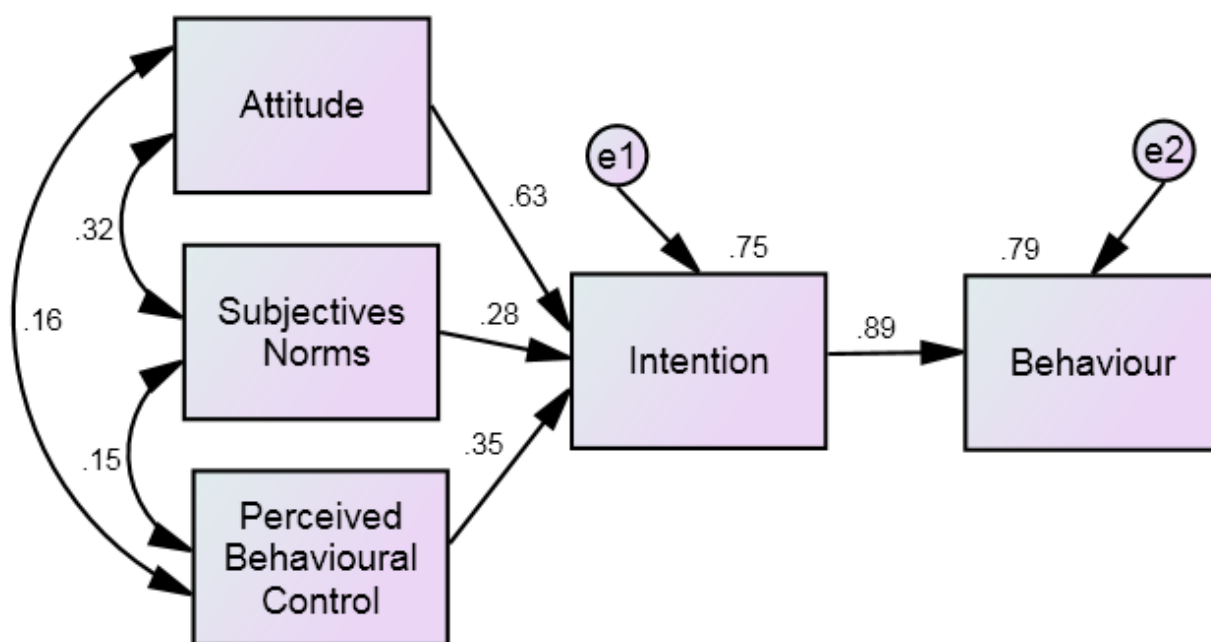 Attitude
e1
e2
.63
.32
.75
.79
Subjectives
Norms
.28
.16
.89
Intention
Behaviour
.15
.35
Perceived
Behavioural
Control